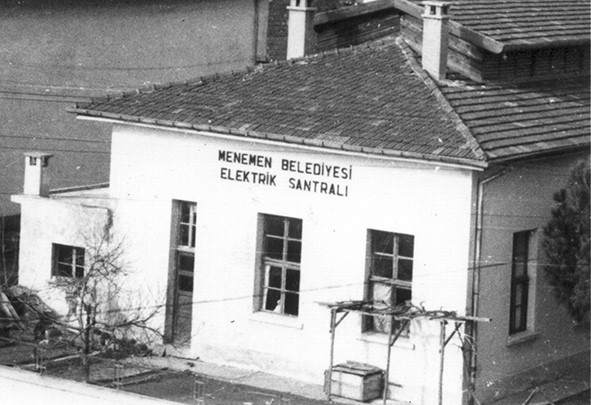 MENEMEN BELEDİYESİ
ELEKTRİK SANTRALI